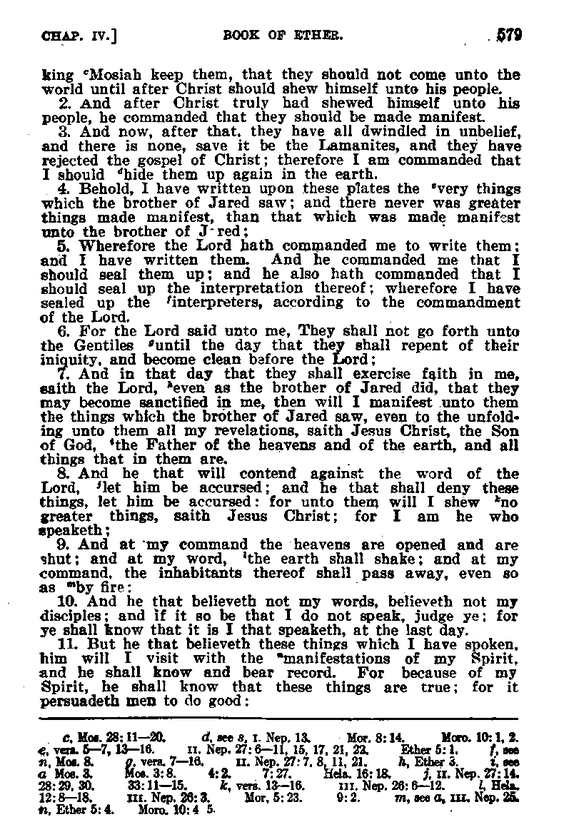 CHAP. IV.] BOOK OF ETHER. 579
king ᶜMosiah keep them, that they should not come unto the
world until after Christ should shew himself unto his people.
2. And after Christ truly had shewed himself unto his
people, he commanded that they should be made manifest.
3. And now, after that, they have all dwindled in unbelief,
and there is none, save it be the Lamanites, and they have
rejected the gospel of Christ; therefore I am commanded that
I should ᵈhide them up again in the earth.
4. Behold, I have written upon these plates the ᵉvery things
which the brother of Jared saw; and there never was greater
things made manifest, than that which was made manifest
unto the brother of J-red;
5. Wherefore the Lord hath commanded me to write them;
and I have written them. And he commanded me that I
should seal them up; and he also hath commanded that I
should seal up the interpretation thereof; wherefore I have
sealed up the ᶠinterpreters, according to the commandment
of the Lord.
6. For the Lord said unto me, They shall not go forth unto
the Gentiles ᵍuntil the day that they shall repent of their
iniquity, and become clean before the Lord;
7. And in that day that they shall exercise faith in me,
saith the Lord, ʰeven as the brother of Jared did, that they
may become sanctified in me, then will I manifest unto them
the things which the brother of Jared saw, even to the unfold-
ing unto them all my revelations, saith Jesus Christ, the Son
of God, ⁱthe Father of the heavens and of the earth, and all
things that in them are.
8. And he that will contend against the word of the
Lord, ʲlet him be accursed; and he that shall deny these
things, let him be accursed: for unto them will I shew ᵏno
greater things, saith Jesus Christ; for I am he who
speaketh;
9. And at my command the heavens are opened and are
shut; and at my word, ˡthe earth shall shake; and at my
command, the inhabitants thereof shall pass away, even so
as ᵐby fire:
10. And he that believeth not my words, believeth not my
disciples; and if it so be that I do not speak, judge ye; for
ye shall know that it is I that speaketh, at the last day.
11. But he that believeth these things which I have spoken,
him will I visit with the ⁿmanifestations of my Spirit,
and he shall know and bear record. For because of my
Spirit, he shall know that these things are true; for it
persuadeth men to do good:
c, Mos. 28: 11—20. d, see s, I. Nep. 13. Mor. 8: 14. Moro. 10: 1, 2.
e, vers. 5—7, 13—16. II. Nep. 27: 6—11, 15, 17, 21, 22. Ether 5: 1. f, see
n, Mos. 8. g, vers. 7—16. II. Nep. 27: 7, 8, 11, 21. h, Ether 3. i, see
a Mos. 3. Mos. 3: 8. 4: 2. 7: 27. Hela. 16: 18. j, II. Nep. 27: 14.
28: 29, 30. 33: 11—15. k, vers. 13—16. III. Nep. 26: 6—12. l, Hela.
12: 8—18. III. Nep. 26: 3. Mor. 5: 23. 9: 2. m, see a, III. Nep. 25.
n, Ether 5: 4. Moro. 10: 4 5.